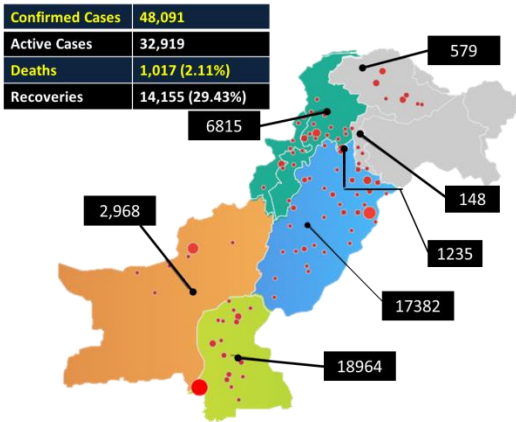 Confirmed Cases 48,091
Active Cases 32,919
Deaths 1,017 (2.11%)
Recoveries 14,155 (29.43%)
579
6815
148
2,968
1235
17382
18964